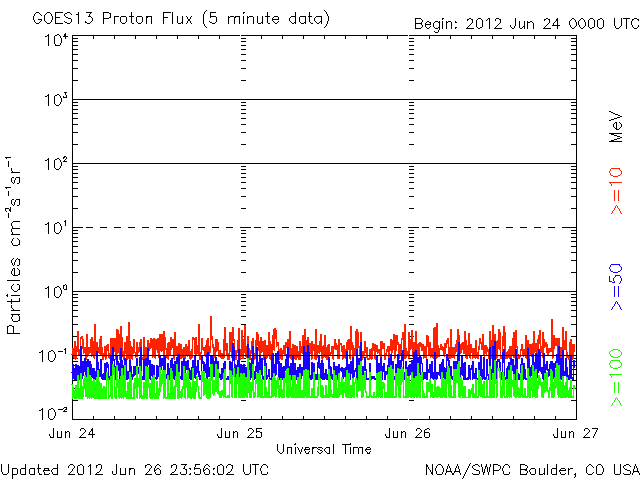 GOES13 Proton Flux (5 minute data)
Begin: 2012 Jun 24 0000 UTC
Particles cm⁻²s⁻¹sr⁻¹
10⁴
10³
10²
10¹
10⁰
10⁻¹
10⁻²
Jun 24
Jun 25
Jun 26
Jun 27
Universal Time
MeV
>=10
>=50
>=100
Updated 2012 Jun 26 23:56:02 UTC
NOAA/SWPC Boulder, CO USA